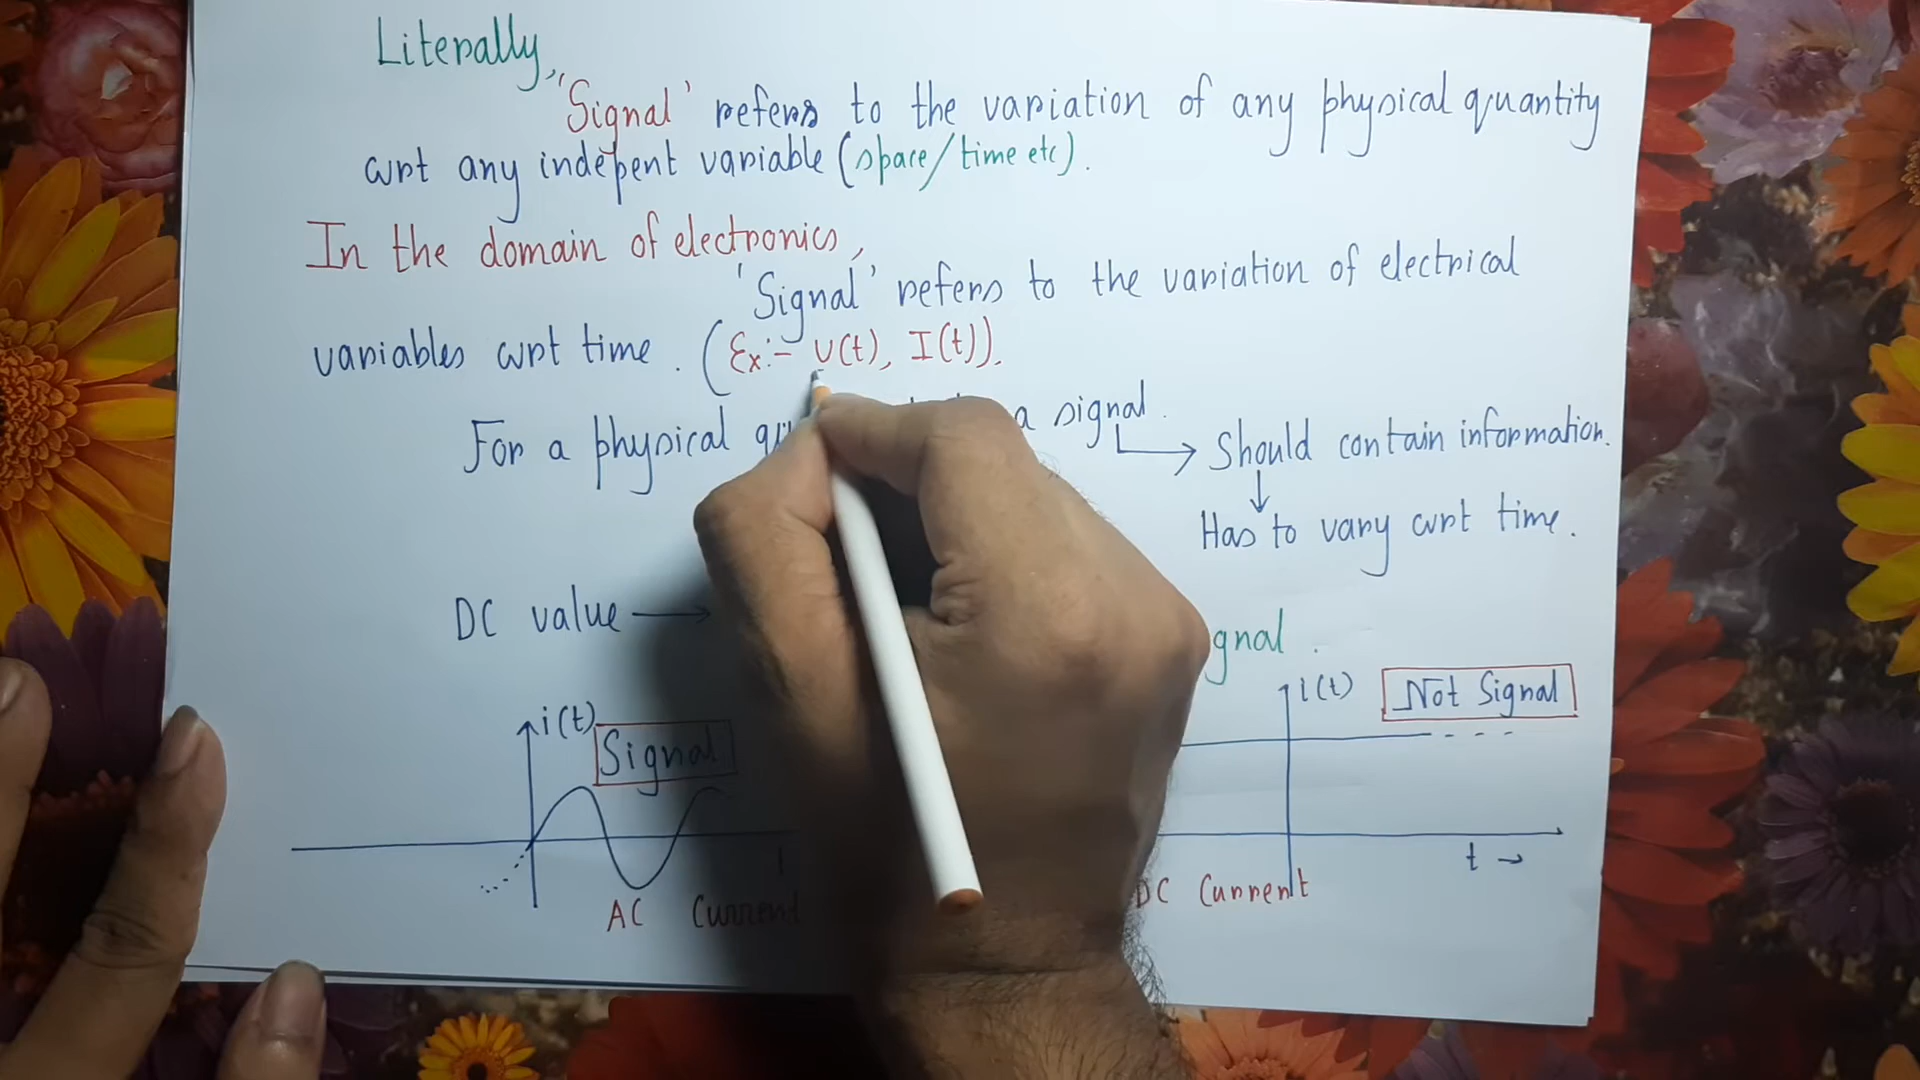 Literally,
'Signal' refers to the variation of any physical quantity
wrt any indepent variable (space/time etc).
In the domain of electronics,
'Signal' refers to the variation of electrical
variables wrt time. (Ex:- V(t), I(t)).
For a physical a signal.
Should contain information.
Has to vary wrt time.
DC value
i(t) Signal
i(t) Not Signal
t
AC Current
DC Current